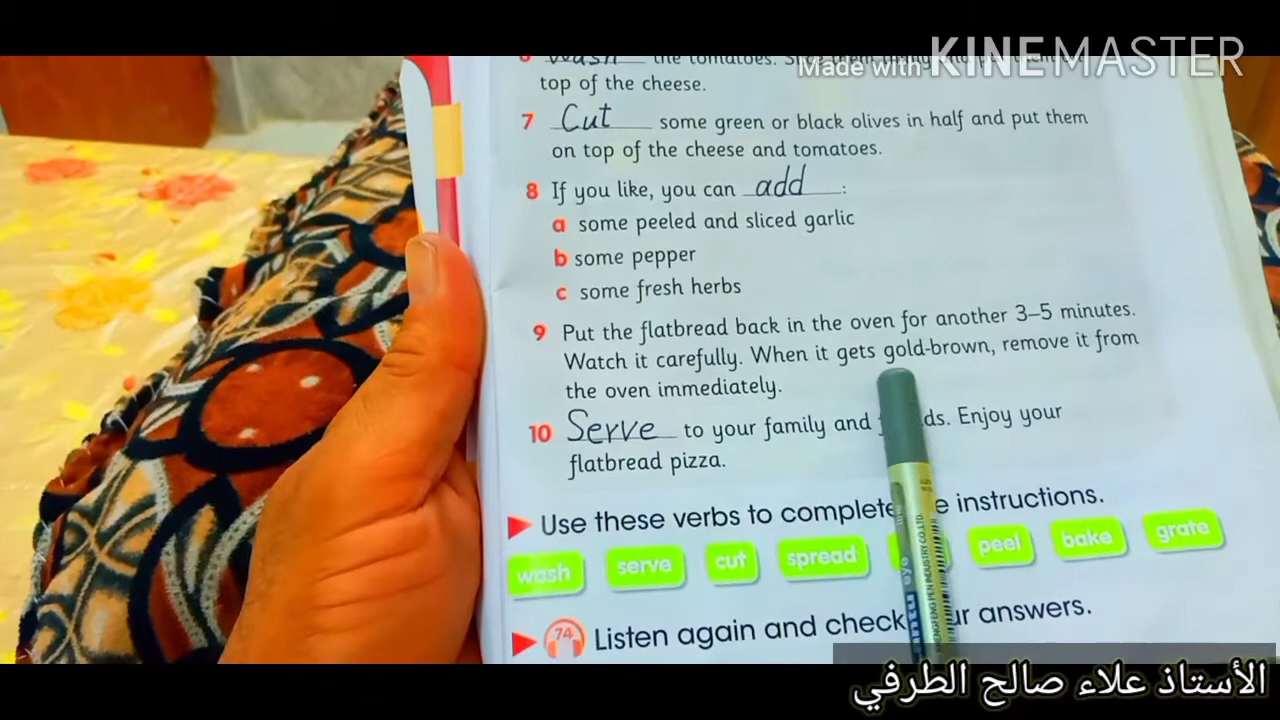 Made with KINEMASTER
6 Wash the tomatoes.
top of the cheese.
7 Cut some green or black olives in half and put them
on top of the cheese and tomatoes.
8 If you like, you can add :
a some peeled and sliced garlic
b some pepper
c some fresh herbs
9 Put the flatbread back in the oven for another 3–5 minutes.
Watch it carefully. When it gets gold-brown, remove it from
the oven immediately.
10 Serve to your family and ds. Enjoy your
flatbread pizza.
Use these verbs to complete e instructions.
wash serve cut spread peel bake grate
74 Listen again and check ur answers.
الأستاذ علاء صالح الطرفي